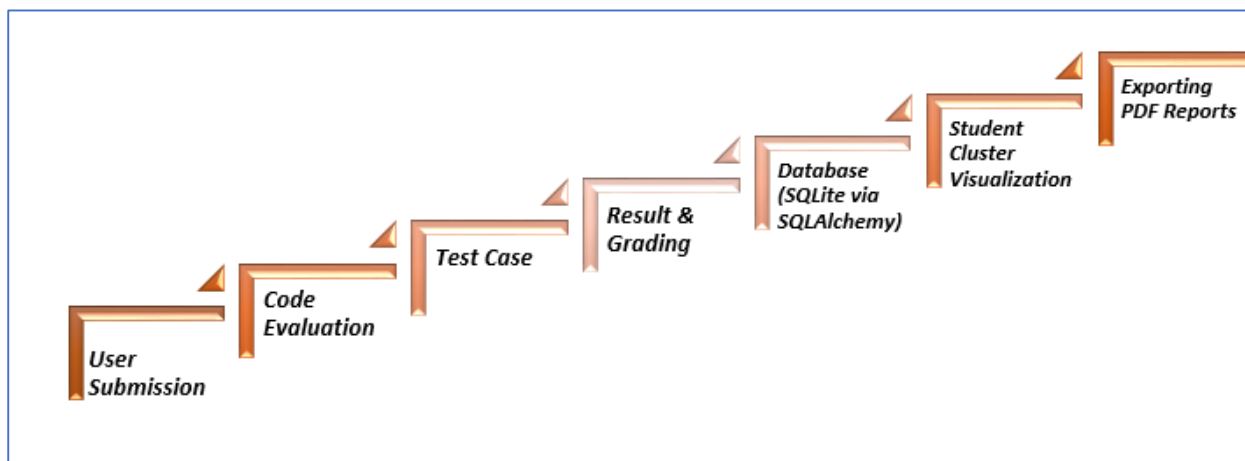 User
Submission
Code
Evaluation
Test Case
Result &
Grading
Database
(SQLite via
SQLAlchemy)
Student
Cluster
Visualization
Exporting
PDF Reports